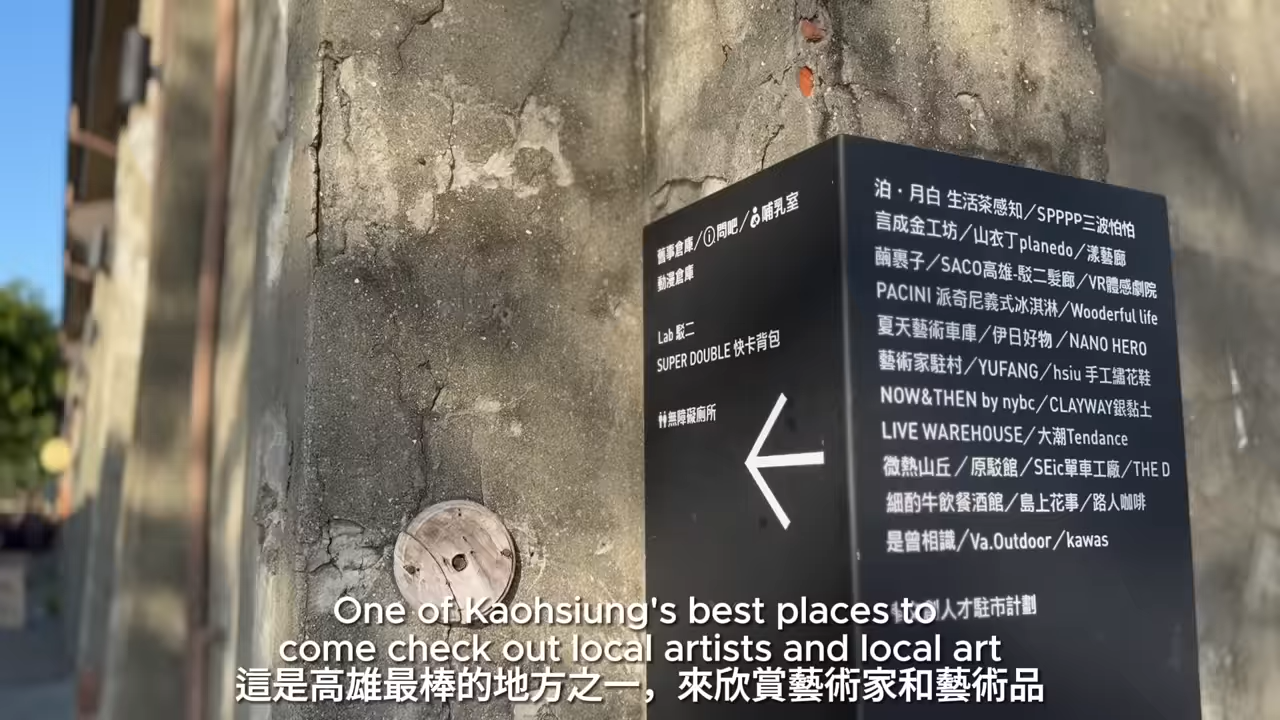 舊事倉庫／ⓘ問吧／哺乳室
動漫倉庫
Lab 駁二
SUPER DOUBLE 快卡背包
無障礙廁所
泊・月白 生活茶感知／SPPPP三波怕怕
言成金工坊／山衣丁planedo／漾藝廊
繭裹子／SACO高雄-駁二髮廊／VR體感劇院
PACINI 派奇尼義式冰淇淋／Wooderful life
夏天藝術車庫／伊日好物／NANO HERO
藝術家駐村／YUFANG／hsiu 手工繡花鞋
NOW&THEN by nybc／CLAYWAY銀黏土
LIVE WAREHOUSE／大潮Tendance
微熱山丘／原駁館／SEic單車工廠／THE D
細酌牛飲餐酒館／島上花事／路人咖啡
是曾相識／Va.Outdoor／kawas
創人才駐市計劃
One of Kaohsiung's best places to
come check out local artists and local art
這是高雄最棒的地方之一，來欣賞藝術家和藝術品